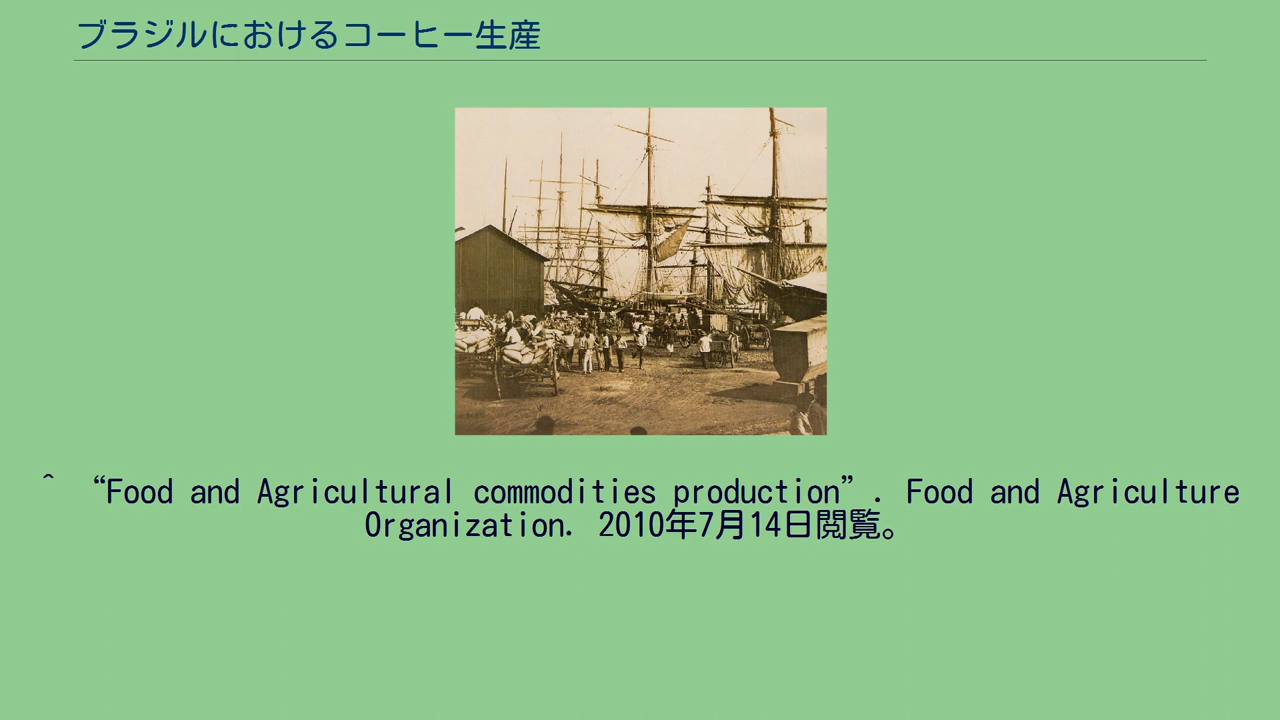 ブラジルにおけるコーヒー生産
^ “Food and Agricultural commodities production”. Food and Agriculture
Organization. 2010年7月14日閲覧。